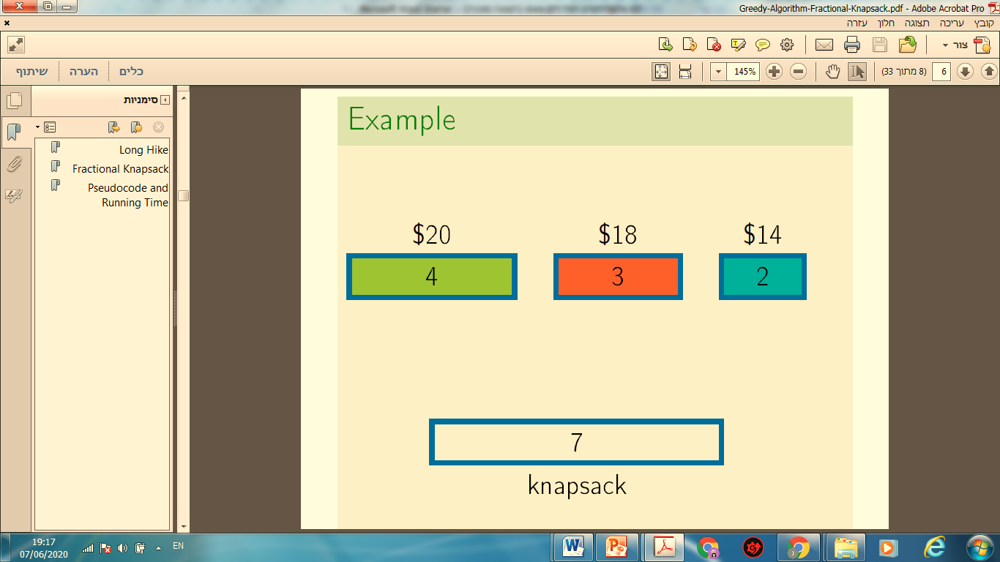 Greedy-Algorithm-Fractional-Knapsack.pdf - Adobe Acrobat Pro
קובץ עריכה תצוגה חלון עזרה
צור
כלים הערה שיתוף
145%
(8 מתוך 33)
6
סימניות
Long Hike
Fractional Knapsack
Pseudocode and
Running Time
Example
$20 $18 $14
4 3 2
7
knapsack
19:17
07/06/2020
EN